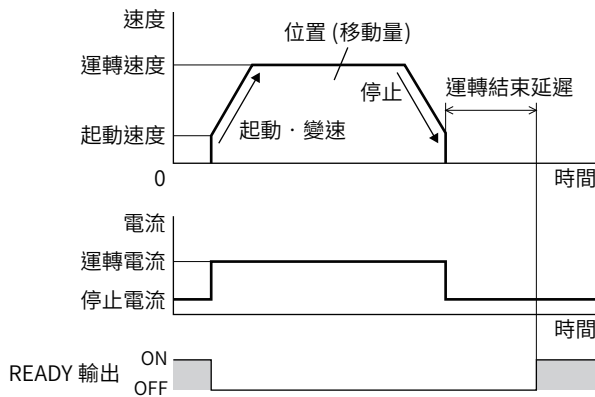 速度
位置 (移動量)
運轉速度
運轉結束延遲
停止
起動速度
起動 · 變速
0
時間
電流
運轉電流
停止電流
時間
READY 輸出
ON
OFF